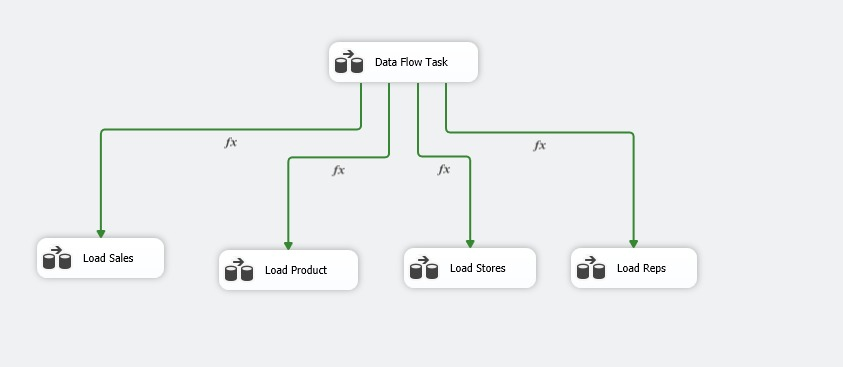 Data Flow Task
fx
fx
fx
fx
Load Sales
Load Product
Load Stores
Load Reps